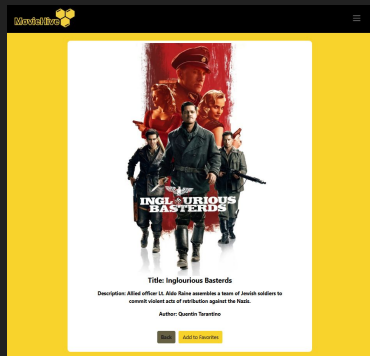 MovieHive
INGLOURIOUS
BASTERDS
Title: Inglourious Basterds
Description: Allied officer Lt. Aldo Raine assembles a team of Jewish soldiers to
commit violent acts of retribution against the Nazis.
Author: Quentin Tarantino
Back Add to Favorites